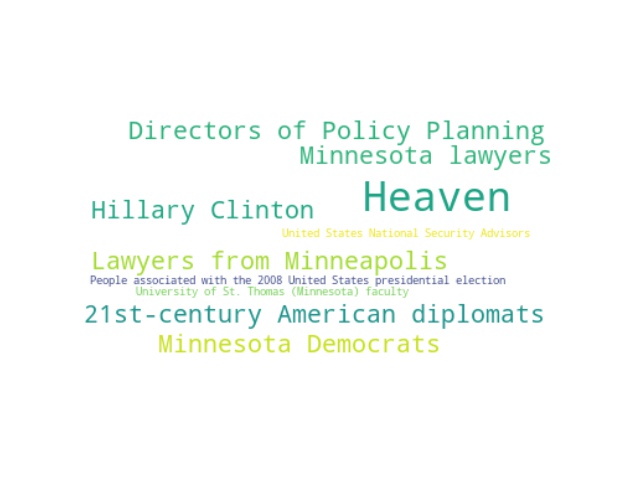 Directors of Policy Planning
Minnesota lawyers
Heaven
Hillary Clinton
United States National Security Advisors
Lawyers from Minneapolis
People associated with the 2008 United States presidential election
University of St. Thomas (Minnesota) faculty
21st-century American diplomats
Minnesota Democrats